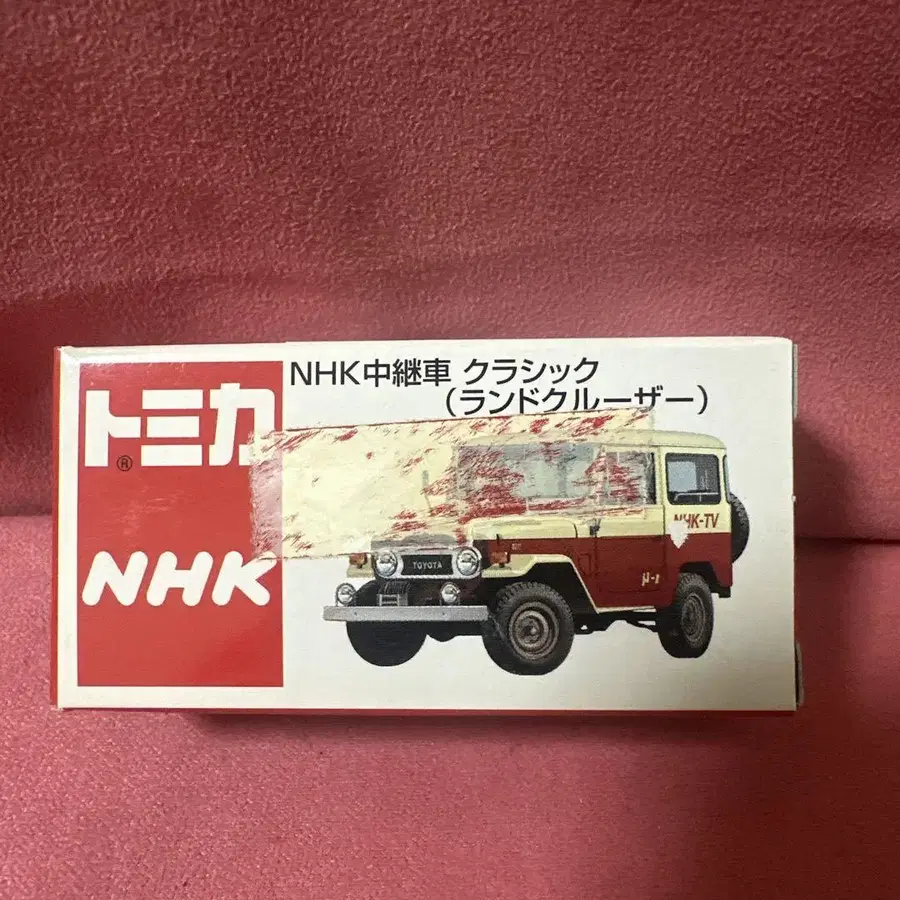 トミカ
®
NHK
NHK中継車 クラシック
(ランドクルーザー)
TOYOTA
NHK-TV
μ-1